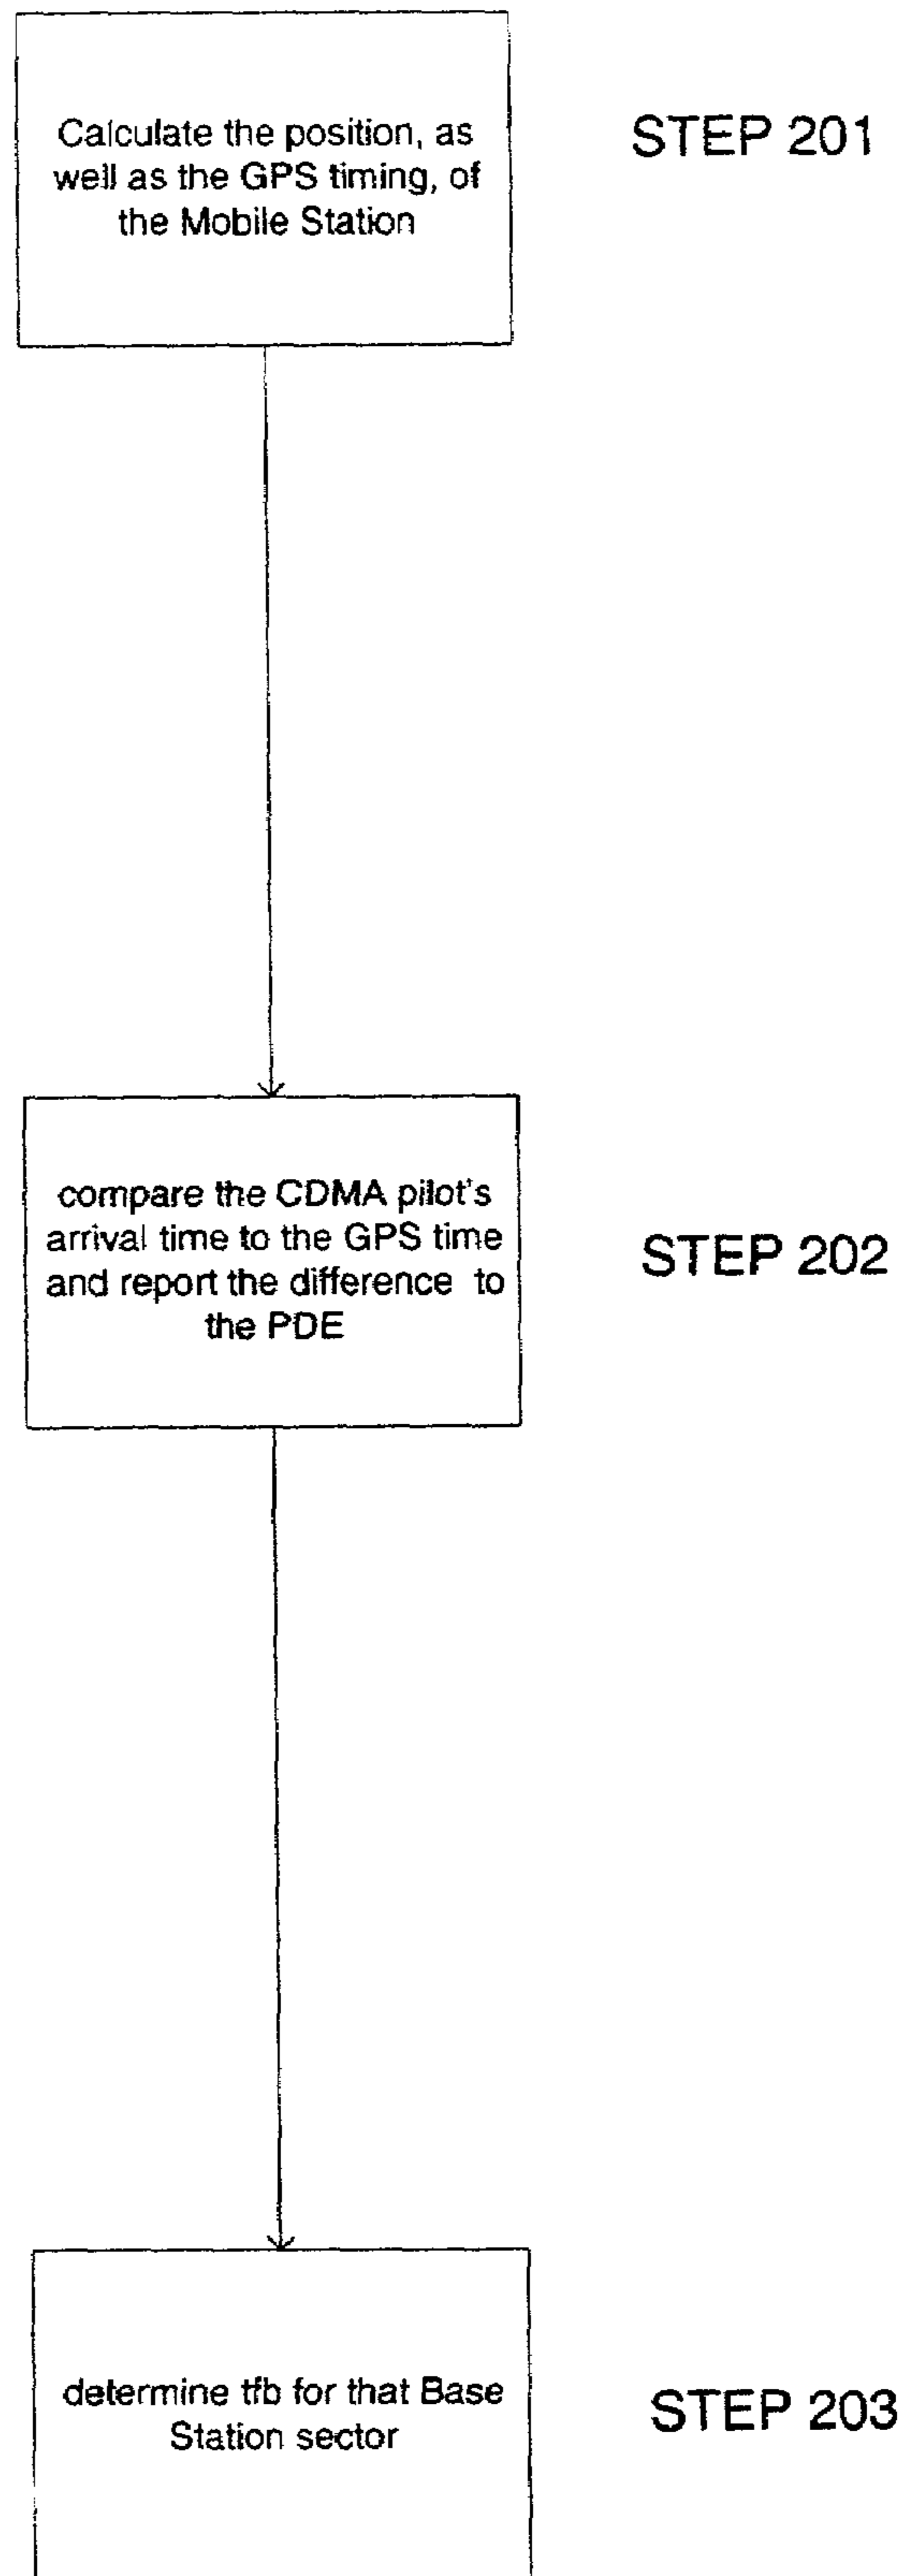 Calculate the position, as
well as the GPS timing, of
the Mobile Station
STEP 201
compare the CDMA pilot's
arrival time to the GPS time
and report the difference to
the PDE
STEP 202
determine tfb for that Base
Station sector
STEP 203